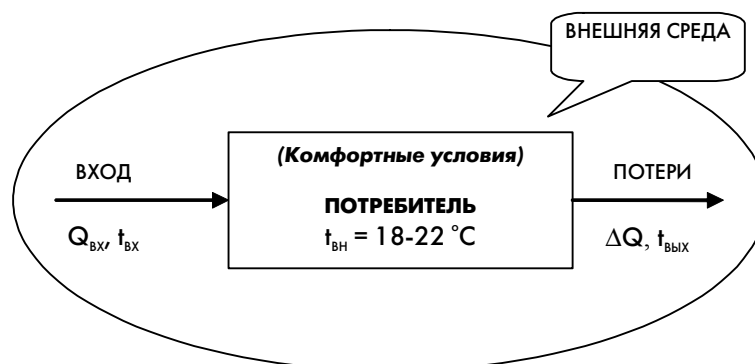 ВНЕШНЯЯ СРЕДА
(Комфортные условия)
ВХОД
ПОТЕРИ
ПОТРЕБИТЕЛЬ
Qвх, tвх
tвн = 18-22 °C
ΔQ, tвых